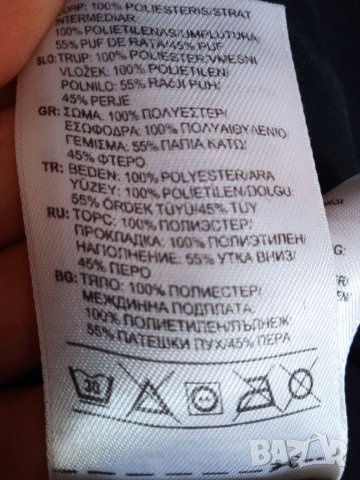 CORP: 100% POLIESTERIS/STRAT
INTERMEDIAR:
100% POLIETILENAS/UMPLUTURA:
55% PUF DE RATA/45% PUF
SLO:TRUP: 100% POLIESTER/VMESNI
VLOŽEK: 100% POLIETILEN/
POLNILO: 55% RAČJI PUH/
45% PERJE
GR: ΣΩΜΑ: 100% ΠΟΛΥΕΣΤΕΡ/
ΕΣΟΦΟΔΡΑ: 100% ΠΟΛΥΑΙΘΥΛΕΝΙΟ/
ΓΕΜΙΣΜΑ: 55% ΠΑΠΙΑ ΚΑΤΩ/
45% ΦΤΕΡΟ
TR: BEDEN: 100% POLYESTER/ARA
YÜZEY: 100% POLIETILEN/DOLGU:
55% ÖRDEK TÜYÜ/45% TÜY
RU: ТОРС: 100% ПОЛИЭСТЕР/
ПРОКЛАДКА: 100% ПОЛИЭТИЛЕН/
НАПОЛНЕНИЕ: 55% УТКА ВНИЗ/
45% ПЕРО
BG: ТЯЛО: 100% ПОЛИЕСТЕР/
МЕЖДИННА ПОДПЛАТА:
100% ПОЛИЕТИЛЕН/ПЪЛНЕЖ:
55% ПАТЕШКИ ПУХ/45% ПЕРА
30
BAZAR
bg